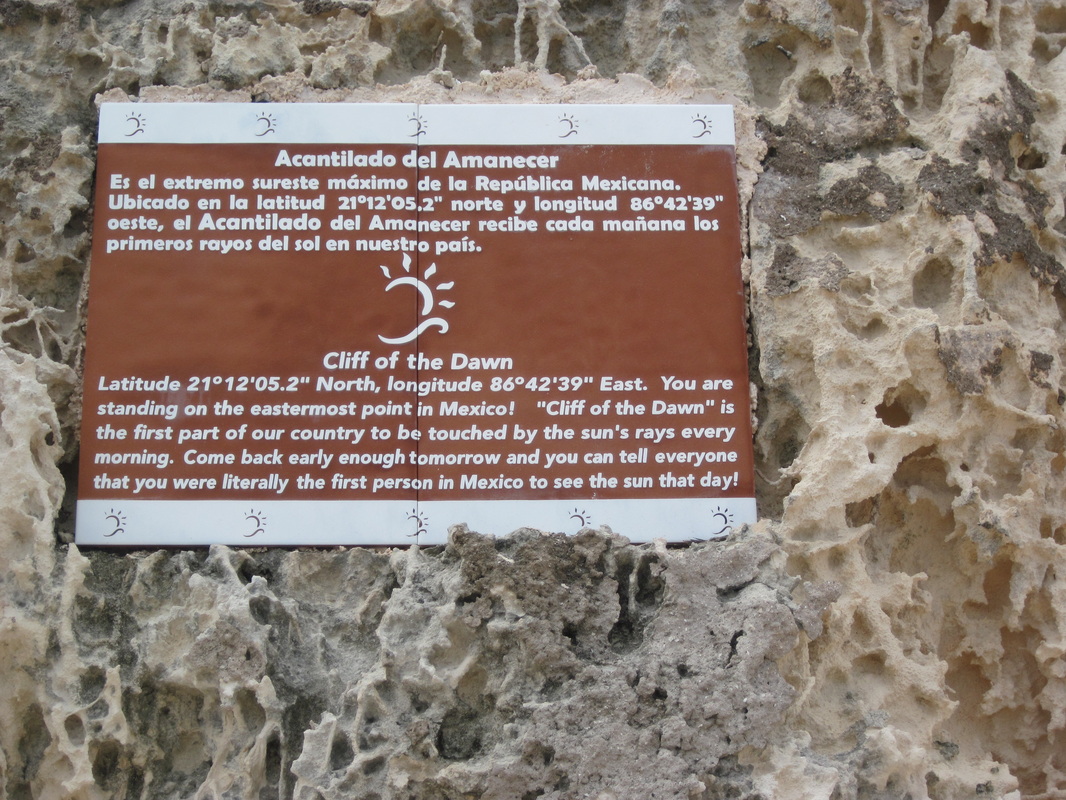 Acantilado del Amanecer
Es el extremo sureste máximo de la República Mexicana.
Ubicado en la latitud 21°12'05.2" norte y longitud 86°42'39"
oeste, el Acantilado del Amanecer recibe cada mañana los
primeros rayos del sol en nuestro país.
Cliff of the Dawn
Latitude 21°12'05.2" North, longitude 86°42'39" East. You are
standing on the eastermost point in Mexico! "Cliff of the Dawn" is
the first part of our country to be touched by the sun's rays every
morning. Come back early enough tomorrow and you can tell everyone
that you were literally the first person in Mexico to see the sun that day!